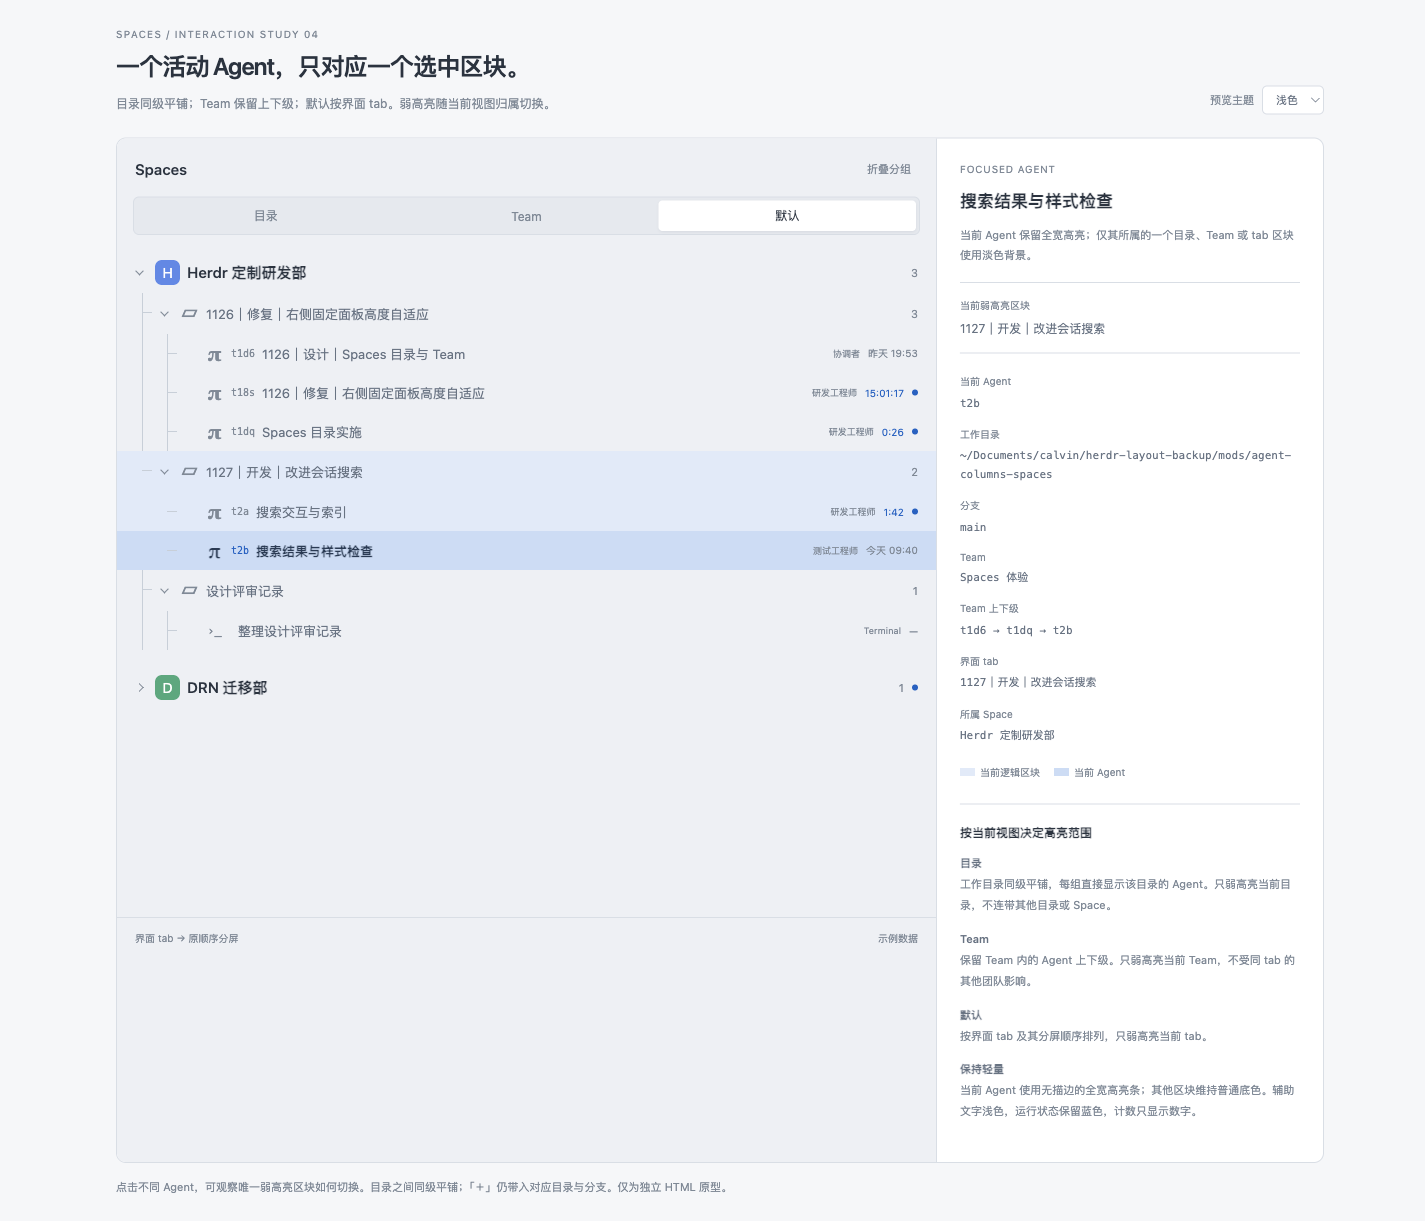 SPACES / INTERACTION STUDY 04
一个活动 Agent，只对应一个选中区块。
目录同级平铺；Team 保留上下级；默认按界面 tab。弱高亮随当前视图归属切换。
预览主题 浅色
Spaces 折叠分组
目录 Team 默认
H Herdr 定制研发部 3
1126｜修复｜右侧固定面板高度自适应 3
t1d6 1126｜设计｜Spaces 目录与 Team 协调者 昨天 19:53
t18s 1126｜修复｜右侧固定面板高度自适应 研发工程师 15:01:17
t1dq Spaces 目录实施 研发工程师 0:26
1127｜开发｜改进会话搜索 2
t2a 搜索交互与索引 研发工程师 1:42
t2b 搜索结果与样式检查 测试工程师 今天 09:40
设计评审记录 1
整理设计评审记录 Terminal —
D DRN 迁移部 1
界面 tab → 原顺序分屏 示例数据
FOCUSED AGENT
搜索结果与样式检查
当前 Agent 保留全宽高亮；仅其所属的一个目录、Team 或 tab 区块
使用淡色背景。
当前弱高亮区块
1127｜开发｜改进会话搜索
当前 Agent
t2b
工作目录
~/Documents/calvin/herdr-layout-backup/mods/agent-
columns-spaces
分支
main
Team
Spaces 体验
Team 上下级
t1d6 → t1dq → t2b
界面 tab
1127｜开发｜改进会话搜索
所属 Space
Herdr 定制研发部
当前逻辑区块 当前 Agent
按当前视图决定高亮范围
目录
工作目录同级平铺，每组直接显示该目录的 Agent。只弱高亮当前目
录，不连带其他目录或 Space。
Team
保留 Team 内的 Agent 上下级。只弱高亮当前 Team，不受同 tab 的
其他团队影响。
默认
按界面 tab 及其分屏顺序排列，只弱高亮当前 tab。
保持轻量
当前 Agent 使用无描边的全宽高亮条；其他区块维持普通底色。辅助
文字浅色，运行状态保留蓝色，计数只显示数字。
点击不同 Agent，可观察唯一弱高亮区块如何切换。目录之间同级平铺；「＋」仍带入对应目录与分支。仅为独立 HTML 原型。